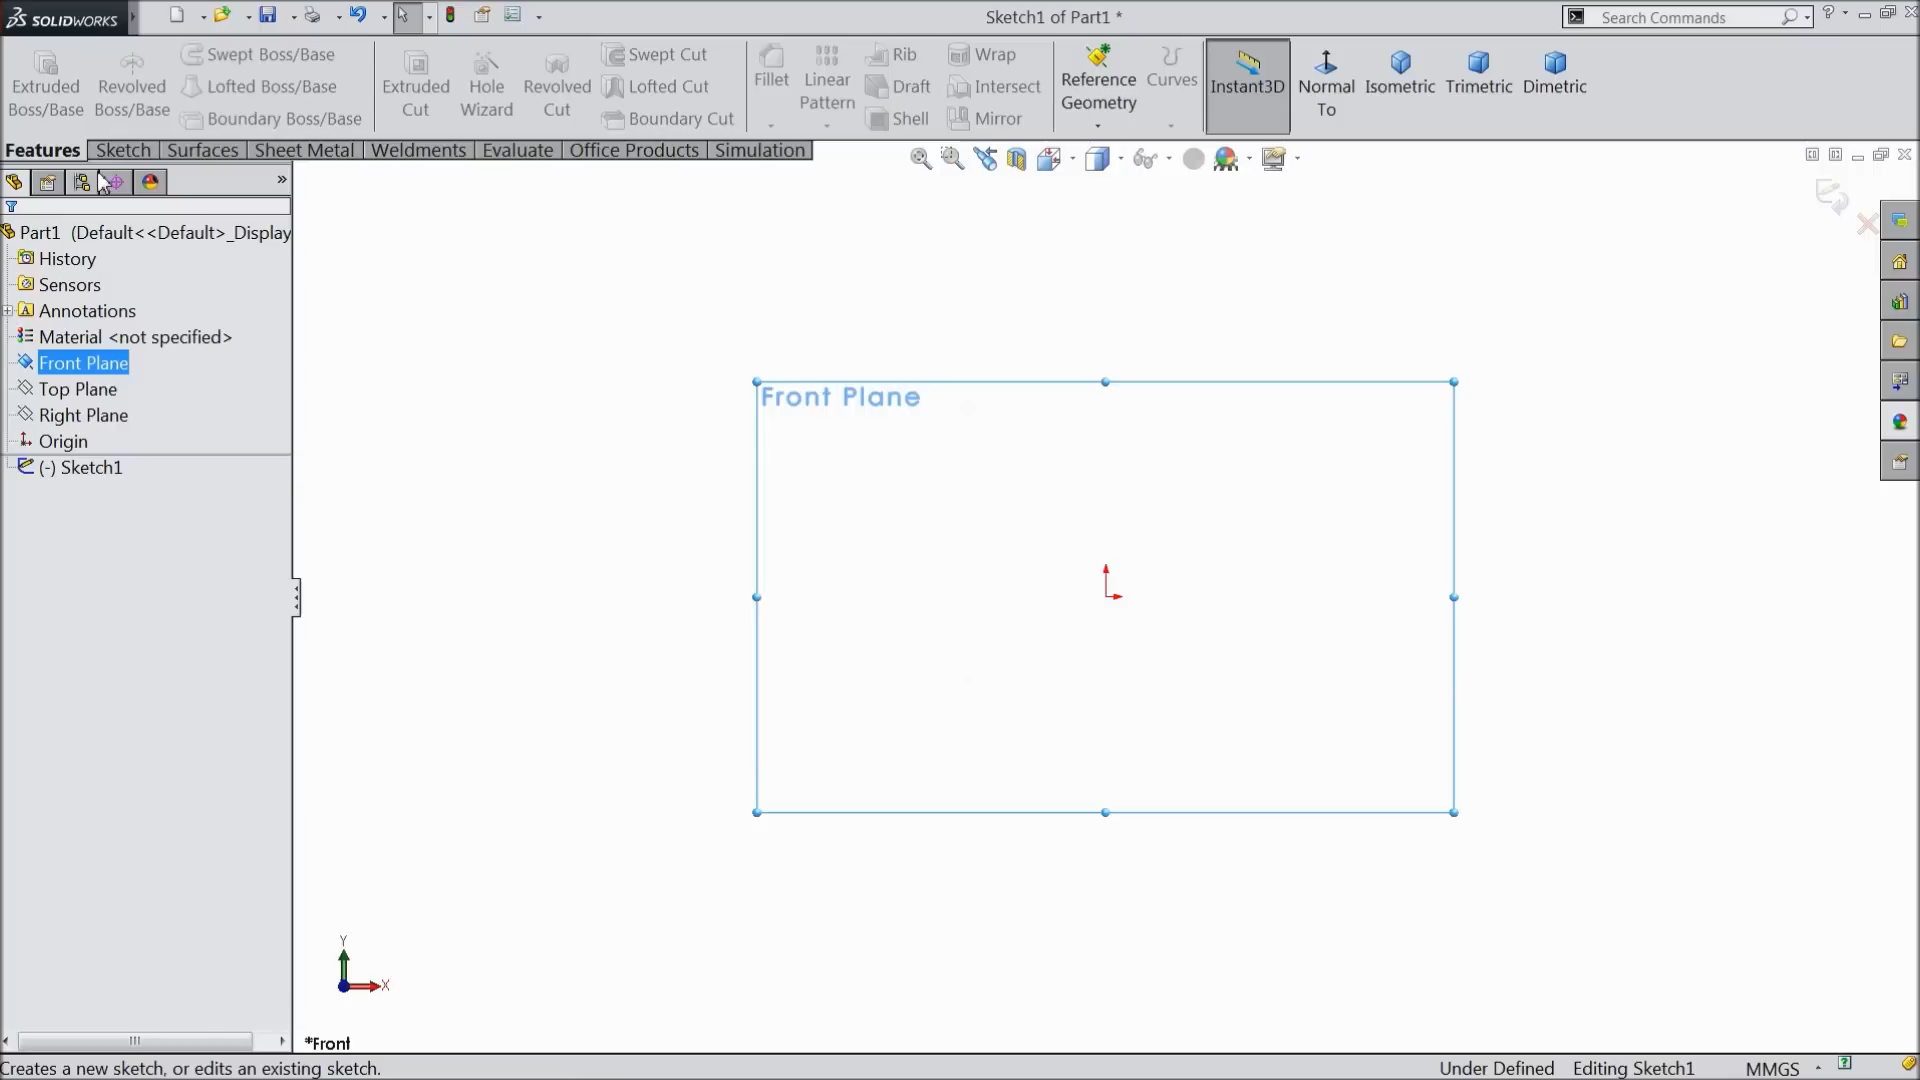 SOLIDWORKS
Sketch1 of Part1 *
Search Commands
Extruded Boss/Base
Revolved Boss/Base
Swept Boss/Base
Lofted Boss/Base
Boundary Boss/Base
Extruded Cut
Hole Wizard
Revolved Cut
Swept Cut
Lofted Cut
Boundary Cut
Fillet
Linear Pattern
Rib
Draft
Shell
Wrap
Intersect
Mirror
Reference Geometry
Curves
Instant3D
Normal To
Isometric
Trimetric
Dimetric
Features Sketch Surfaces Sheet Metal Weldments Evaluate Office Products Simulation
Part1 (Default<<Default>_Display
History
Sensors
Annotations
Material <not specified>
Front Plane
Top Plane
Right Plane
Origin
(-) Sketch1
Front Plane
Y
X
*Front
Creates a new sketch, or edits an existing sketch.
Under Defined Editing Sketch1 MMGS